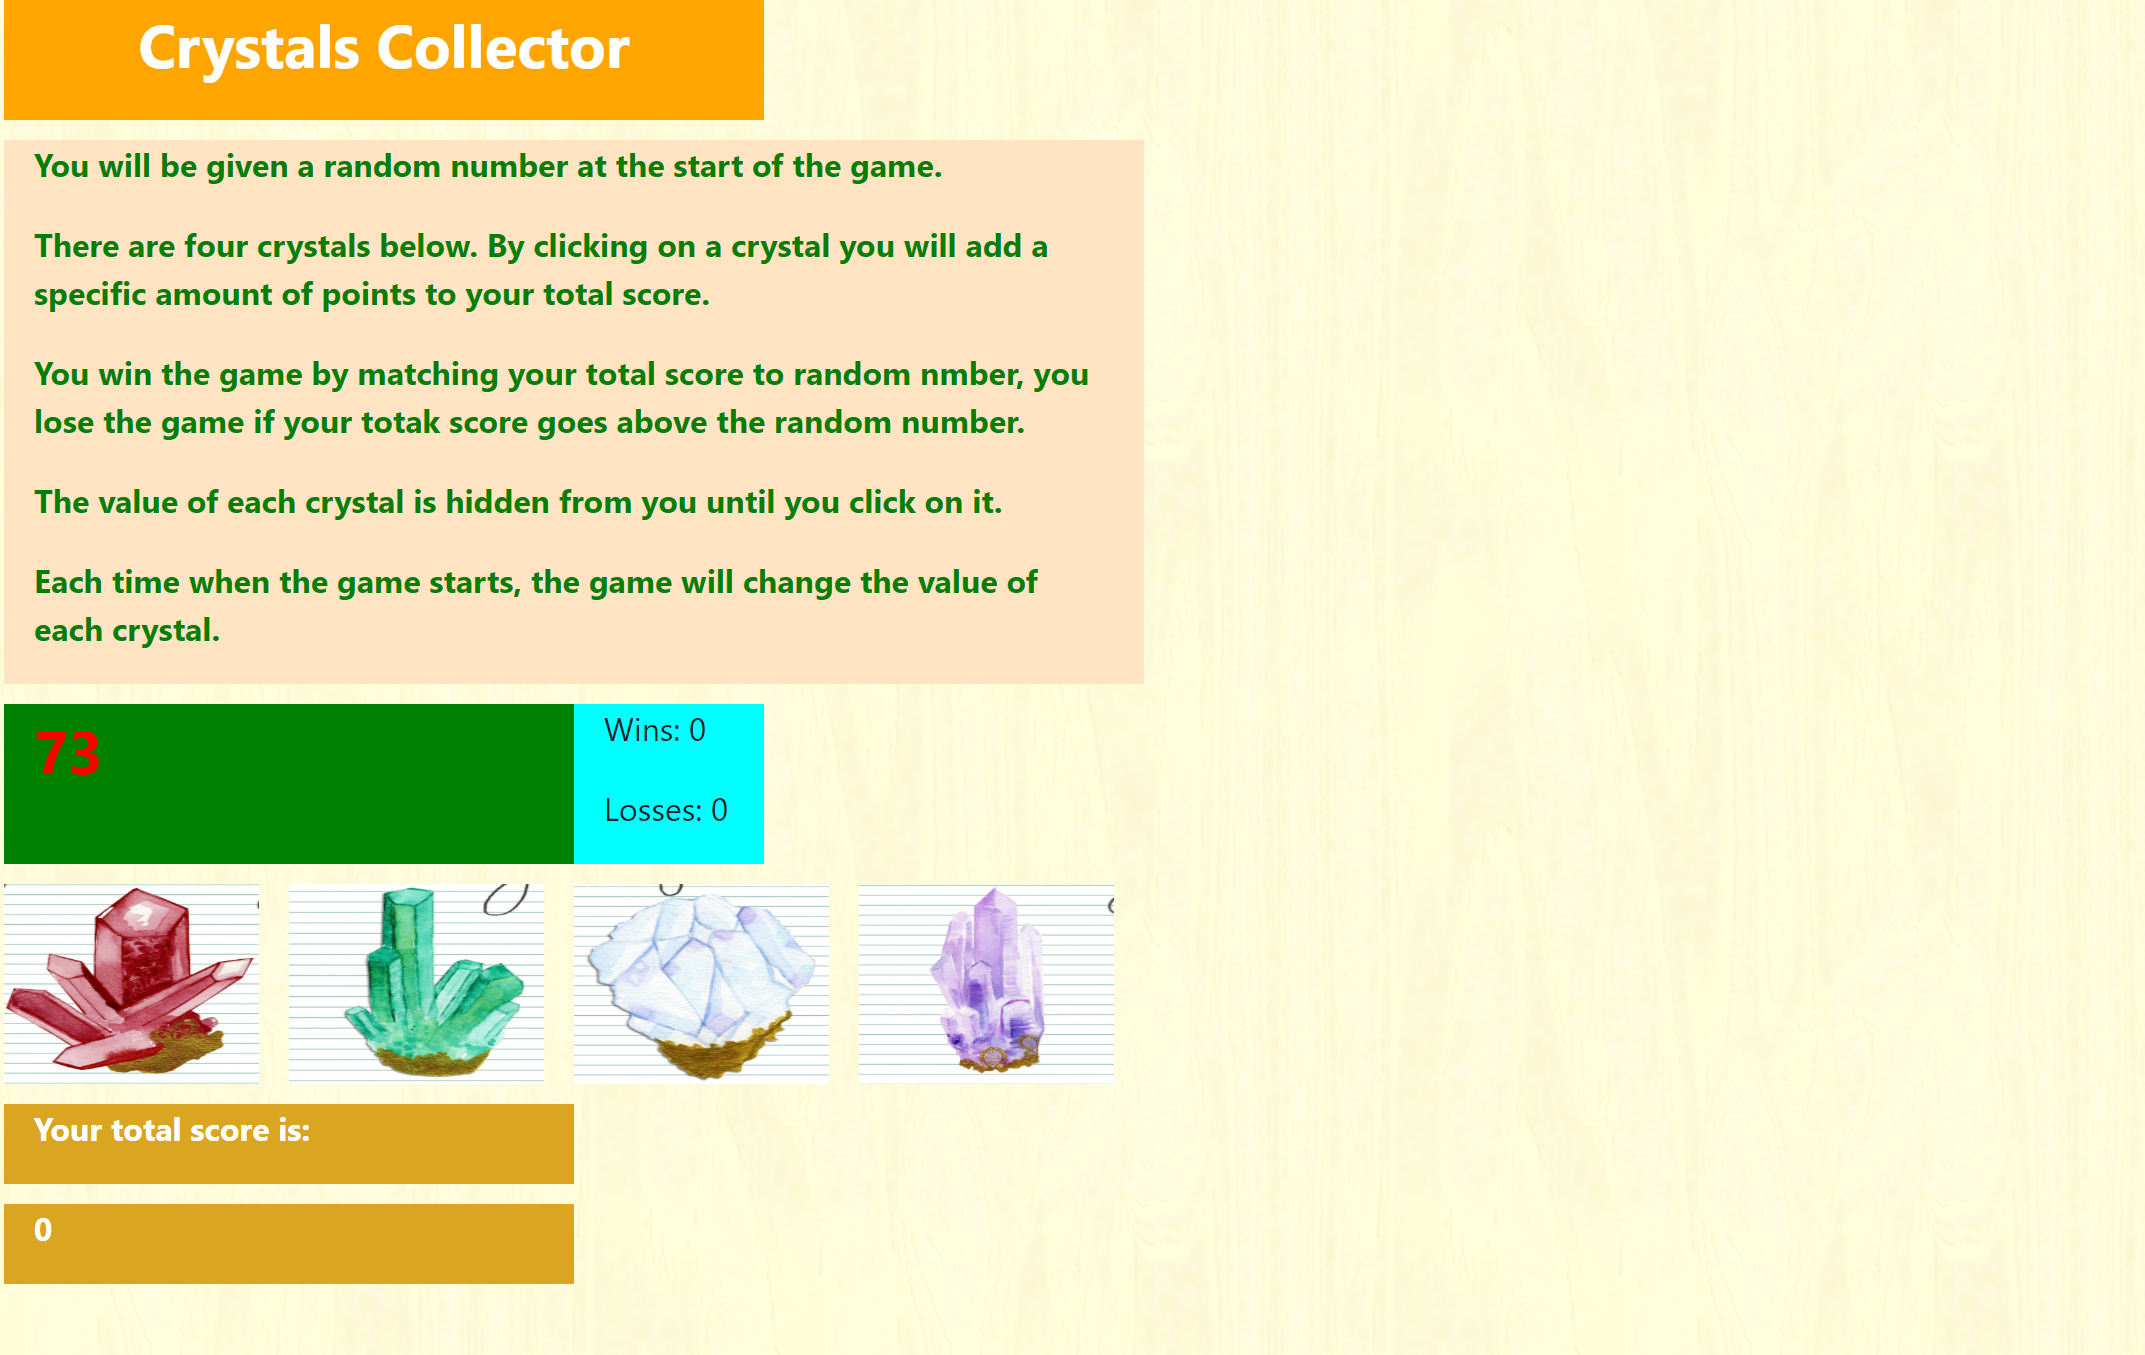 Crystals Collector
You will be given a random number at the start of the game.
There are four crystals below. By clicking on a crystal you will add a
specific amount of points to your total score.
You win the game by matching your total score to random nmber, you
lose the game if your totak score goes above the random number.
The value of each crystal is hidden from you until you click on it.
Each time when the game starts, the game will change the value of
each crystal.
73
Wins: 0
Losses: 0
Your total score is:
0